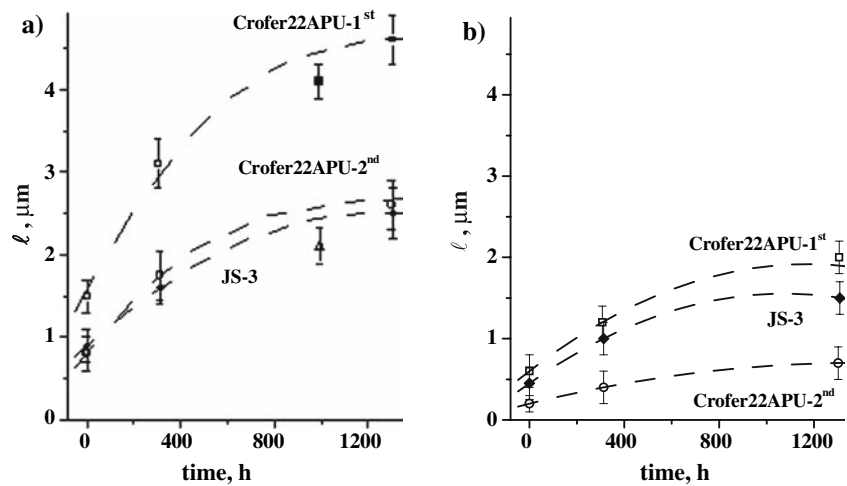 a)
Crofer22APU-1st
4
3
Crofer22APU-2nd
2
JS-3
1
0
ℓ , μm
0 400 800 1200
time, h
b)
4
3
2
Crofer22APU-1st
JS-3
1
Crofer22APU-2nd
0
ℓ , μm
0 400 800 1200
time, h